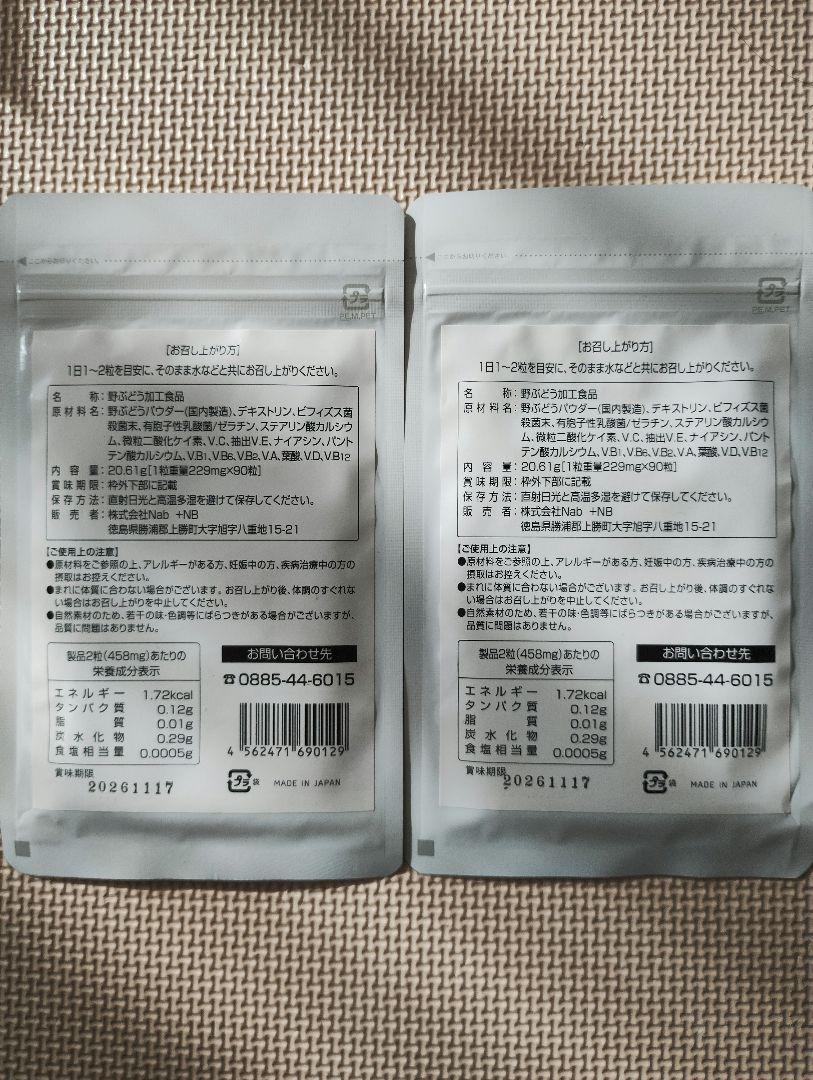 ここからお切りください。
プラ
PE,M,PET
[お召し上がり方]
1日1～2粒を目安に、そのまま水などと共にお召し上がりください。
名称：野ぶどう加工食品
原材料名：野ぶどうパウダー(国内製造)、デキストリン、ビフィズス菌
殺菌末、有胞子性乳酸菌/ゼラチン、ステアリン酸カルシウ
ム、微粒二酸化ケイ素、V.C、抽出V.E、ナイアシン、パント
テン酸カルシウム、V.B1、V.B6、V.B2、V.A、葉酸、V.D、V.B12
内容量：20.61g[1粒重量229mg×90粒]
賞味期限：枠外下部に記載
保存方法：直射日光と高温多湿を避けて保存してください。
販売者：株式会社Nab +NB
徳島県勝浦郡上勝町大字旭字八重地15-21
【ご使用上の注意】
●原材料をご参照の上、アレルギーがある方、妊娠中の方、疾病治療中の方の
摂取はお控えください。
●まれに体質に合わない場合がございます。お召し上がり後、体調のすぐれな
い場合はお召し上がりを中止してください。
●自然素材のため、若干の味・色調等にばらつきがある場合がございますが、
品質に問題はありません。
製品2粒(458mg)あたりの
栄養成分表示
エネルギー 1.72kcal
タンパク質 0.12g
脂質 0.01g
炭水化物 0.29g
食塩相当量 0.0005g
お問い合わせ先
☎0885-44-6015
4 562471 690129
賞味期限
20261117
プラ 袋 MADE IN JAPAN
ここからお切りください。
プラ
PE,M,PET
[お召し上がり方]
1日1～2粒を目安に、そのまま水などと共にお召し上がりください。
名称：野ぶどう加工食品
原材料名：野ぶどうパウダー(国内製造)、デキストリン、ビフィズス菌
殺菌末、有胞子性乳酸菌/ゼラチン、ステアリン酸カルシウ
ム、微粒二酸化ケイ素、V.C、抽出V.E、ナイアシン、パント
テン酸カルシウム、V.B1、V.B6、V.B2、V.A、葉酸、V.D、V.B12
内容量：20.61g[1粒重量229mg×90粒]
賞味期限：枠外下部に記載
保存方法：直射日光と高温多湿を避けて保存してください。
販売者：株式会社Nab +NB
徳島県勝浦郡上勝町大字旭字八重地15-21
【ご使用上の注意】
●原材料をご参照の上、アレルギーがある方、妊娠中の方、疾病治療中の方の
摂取はお控えください。
●まれに体質に合わない場合がございます。お召し上がり後、体調のすぐれな
い場合はお召し上がりを中止してください。
●自然素材のため、若干の味・色調等にばらつきがある場合がございますが、
品質に問題はありません。
製品2粒(458mg)あたりの
栄養成分表示
エネルギー 1.72kcal
タンパク質 0.12g
脂質 0.01g
炭水化物 0.29g
食塩相当量 0.0005g
お問い合わせ先
☎0885-44-6015
4 562471 690129
賞味期限
20261117
プラ 袋 MADE IN JAPAN